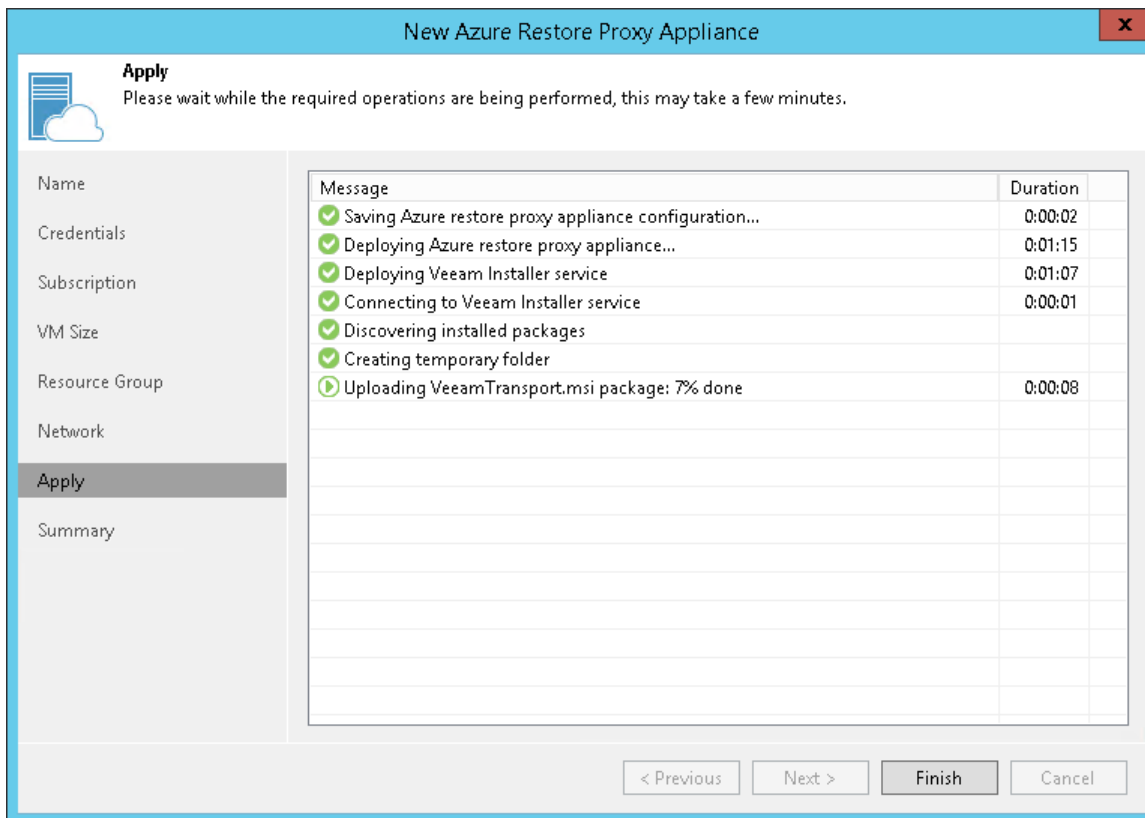 New Azure Restore Proxy Appliance
x
Apply
Please wait while the required operations are being performed, this may take a few minutes.
Name
Credentials
Subscription
VM Size
Resource Group
Network
Apply
Summary
Message Duration
Saving Azure restore proxy appliance configuration... 0:00:02
Deploying Azure restore proxy appliance... 0:01:15
Deploying Veeam Installer service 0:01:07
Connecting to Veeam Installer service 0:00:01
Discovering installed packages
Creating temporary folder
Uploading VeeamTransport.msi package: 7% done 0:00:08
< Previous Next > Finish Cancel